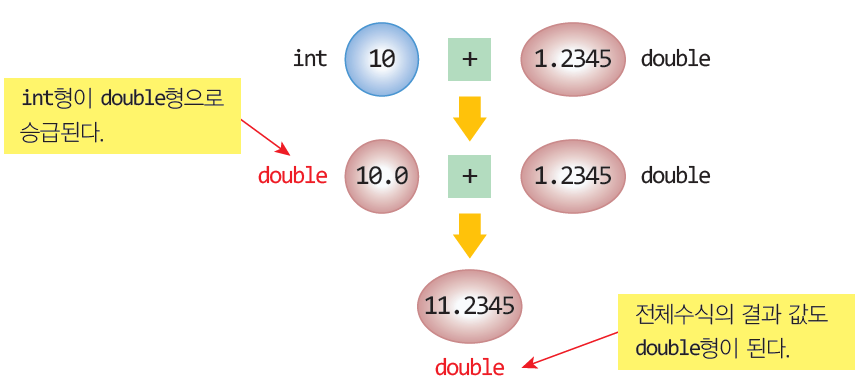 int 10 + 1.2345 double
int형이 double형으로
승급된다.
double 10.0 + 1.2345 double
11.2345
double
전체수식의 결과 값도
double형이 된다.